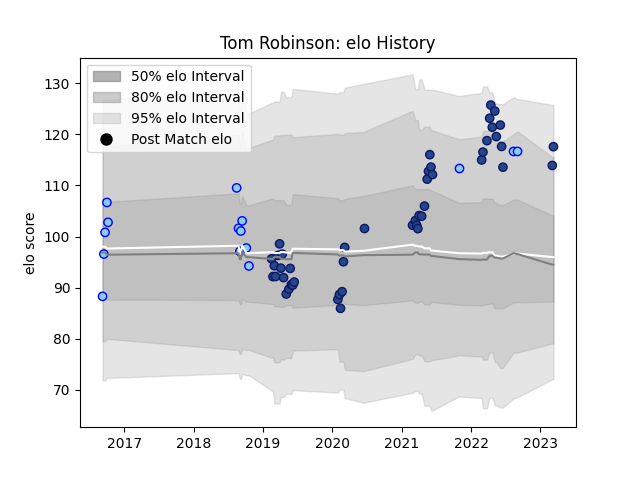 Tom Robinson: elo History
50% elo Interval
80% elo Interval
95% elo Interval
Post Match elo
elo score
130
120
110
100
90
80
70
2017
2018
2019
2020
2021
2022
2023